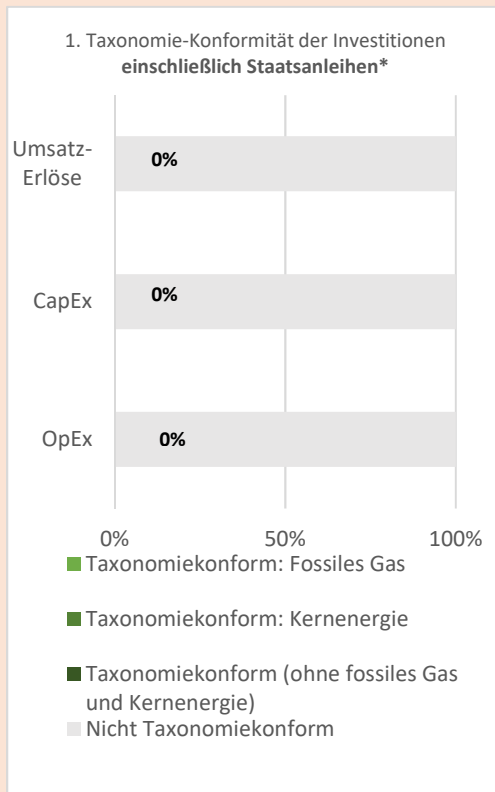 1. Taxonomie-Konformität der Investitionen
einschließlich Staatsanleihen*
Umsatz-
Erlöse
0%
CapEx
0%
OpEx
0%
0%
50%
100%
Taxonomiekonform: Fossiles Gas
Taxonomiekonform: Kernenergie
Taxonomiekonform (ohne fossiles Gas
und Kernenergie)
Nicht Taxonomiekonform